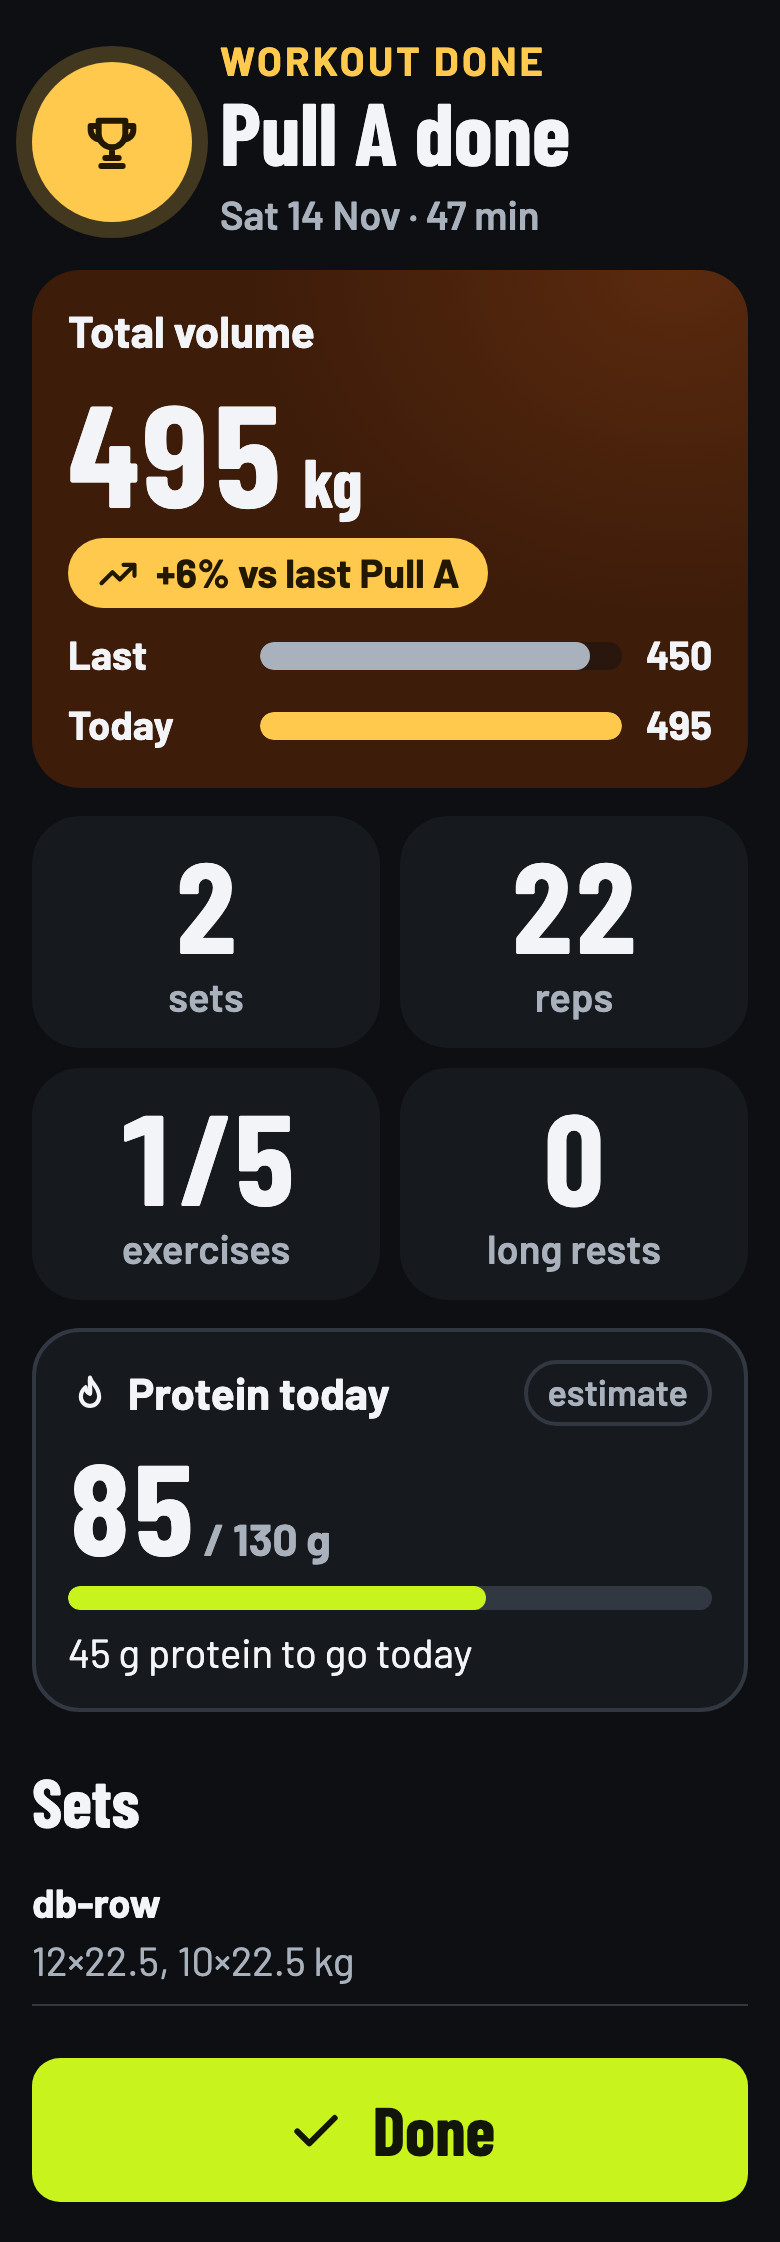 WORKOUT DONE
Pull A done
Sat 14 Nov · 47 min
Total volume
495 kg
+6% vs last Pull A
Last 450
Today 495
2
sets
22
reps
1/5
exercises
0
long rests
Protein today
estimate
85 / 130 g
45 g protein to go today
Sets
db-row
12×22.5, 10×22.5 kg
Done